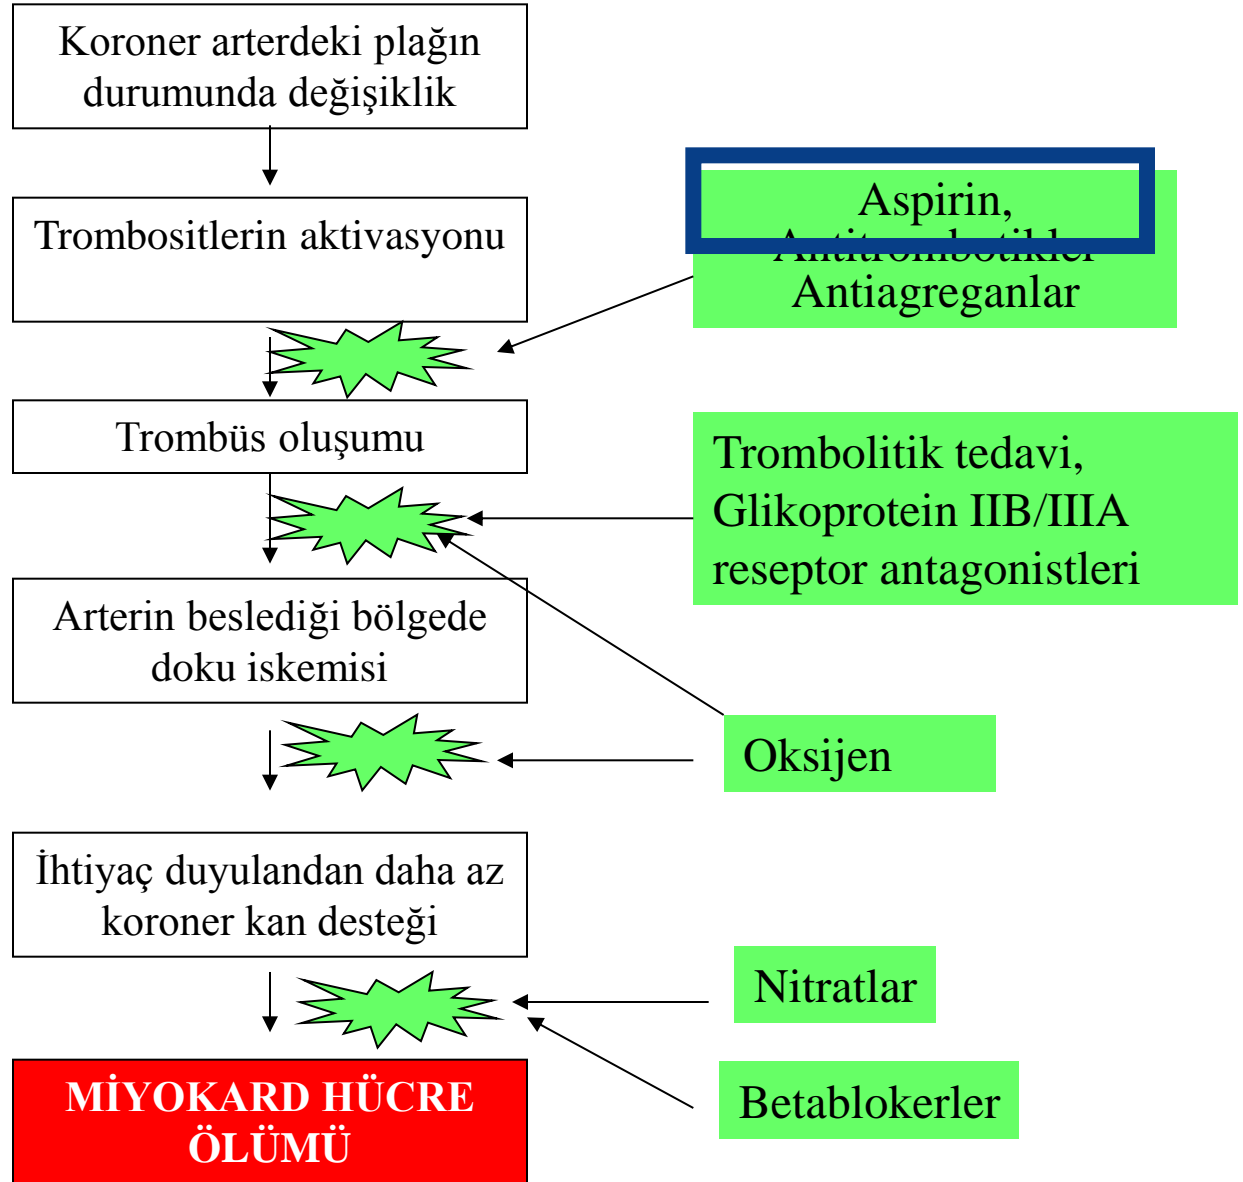 Koroner arterdeki plağın
durumunda değişiklik
Trombositlerin aktivasyonu
Aspirin,
Antitrombotikler
Antiagreganlar
Trombüs oluşumu
Trombolitik tedavi,
Glikoprotein IIB/IIIA
reseptor antagonistleri
Arterin beslediği bölgede
doku iskemisi
Oksijen
İhtiyaç duyulandan daha az
koroner kan desteği
Nitratlar
Betablokerler
MİYOKARD HÜCRE
ÖLÜMÜ